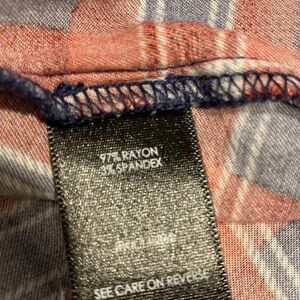 97% RAYON
3% SPANDEX
SEE CARE ON REVERSE